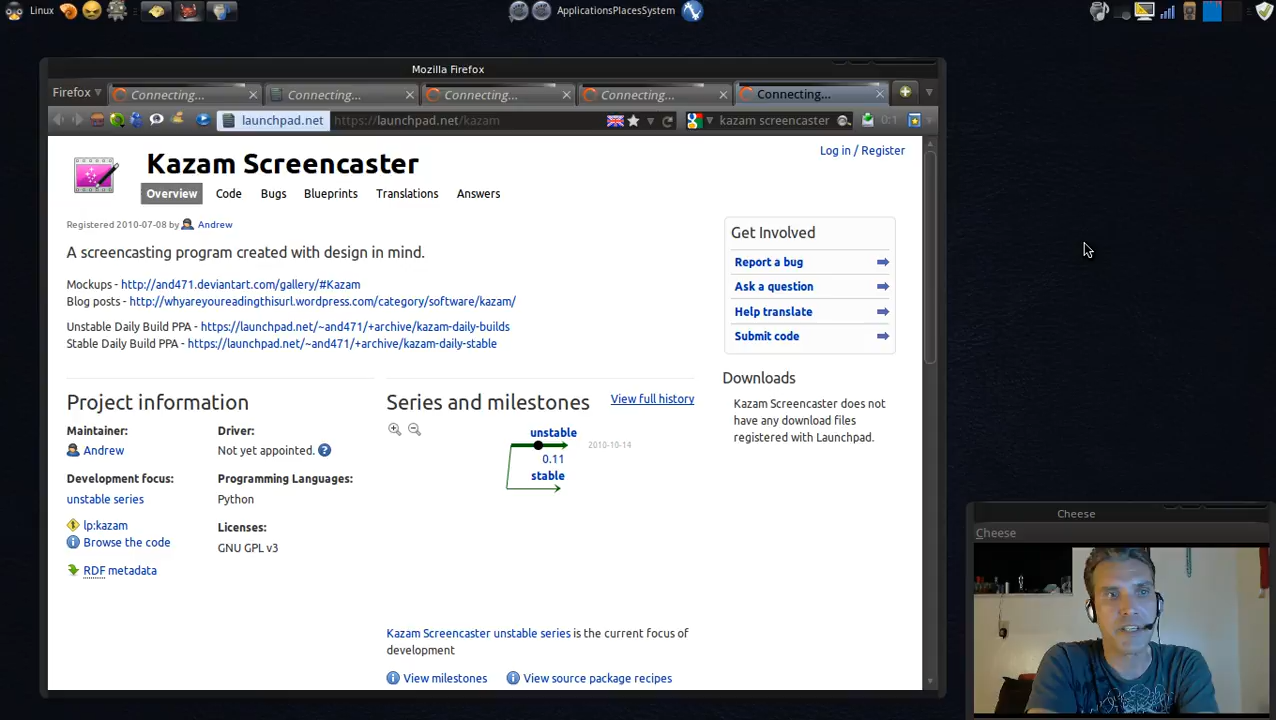 Linux
ApplicationsPlacesSystem
Mozilla Firefox
Firefox
Connecting...
Connecting...
Connecting...
Connecting...
Connecting...
launchpad.net
https://launchpad.net/kazam
kazam screencaster
0:1
Kazam Screencaster
Log in / Register
Overview Code Bugs Blueprints Translations Answers
Registered 2010-07-08 by Andrew
A screencasting program created with design in mind.
Mockups - http://and471.deviantart.com/gallery/#Kazam
Blog posts - http://whyareyoureadingthisurl.wordpress.com/category/software/kazam/
Unstable Daily Build PPA - https://launchpad.net/~and471/+archive/kazam-daily-builds
Stable Daily Build PPA - https://launchpad.net/~and471/+archive/kazam-daily-stable
Get Involved
Report a bug
Ask a question
Help translate
Submit code
Downloads
Kazam Screencaster does not
have any download files
registered with Launchpad.
Project information
Maintainer:
Andrew
Driver:
Not yet appointed.
Development focus:
unstable series
Programming Languages:
Python
lp:kazam
Browse the code
Licenses:
GNU GPL v3
RDF metadata
Series and milestones
View full history
unstable
2010-10-14
0.11
stable
Kazam Screencaster unstable series is the current focus of
development
View milestones
View source package recipes
Cheese
Cheese